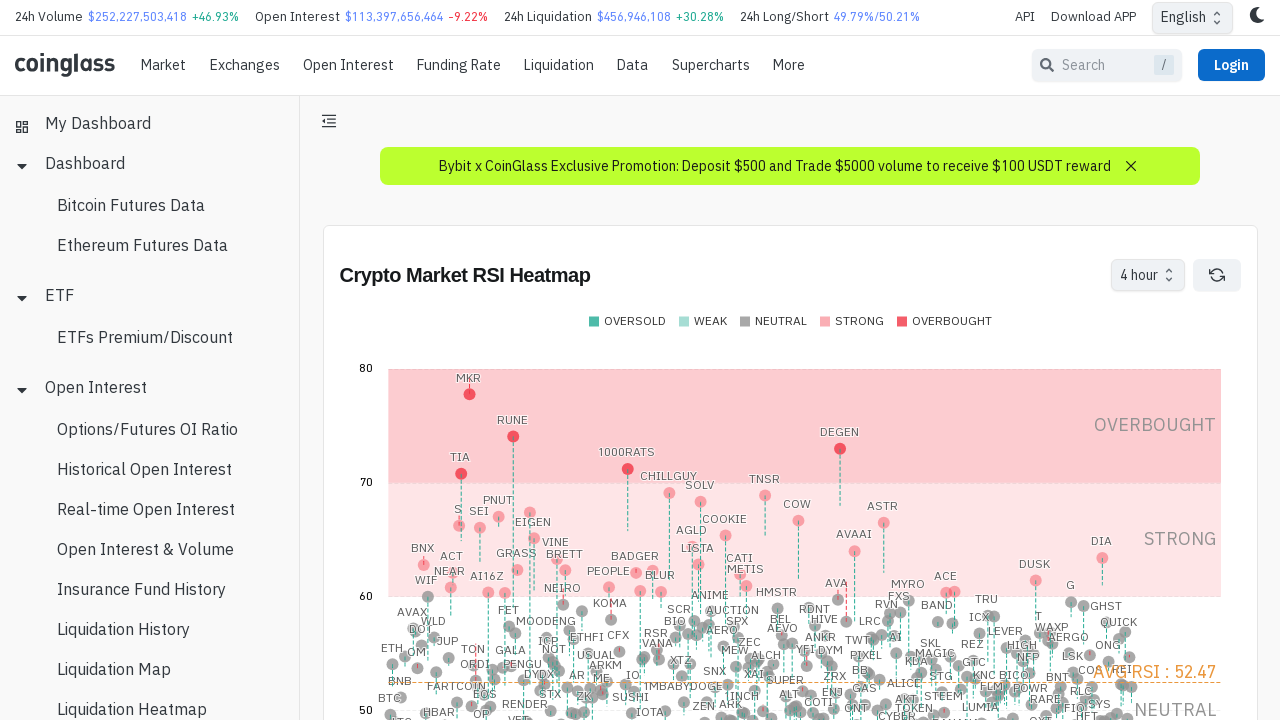 24h Volume $252,227,503,418 +46.93% Open Interest $113,397,656,464 -9.22% 24h Liquidation $456,946,108 +30.28% 24h Long/Short 49.79%/50.21% API Download APP English
coinglass Market Exchanges Open Interest Funding Rate Liquidation Data Supercharts More Search / Login
My Dashboard
Dashboard
Bitcoin Futures Data
Ethereum Futures Data
ETF
ETFs Premium/Discount
Open Interest
Options/Futures OI Ratio
Historical Open Interest
Real-time Open Interest
Open Interest & Volume
Insurance Fund History
Liquidation History
Liquidation Map
Liquidation Heatmap
Bybit x CoinGlass Exclusive Promotion: Deposit $500 and Trade $5000 volume to receive $100 USDT reward
Crypto Market RSI Heatmap 4 hour
OVERSOLD WEAK NEUTRAL STRONG OVERBOUGHT
80
MKR
RUNE OVERBOUGHT
DEGEN
TIA 1000RATS
70 CHILLGUY SOLV TNSR
S SEI PNUT COW ASTR
EIGEN AGLD COOKIE
AVAAI STRONG
BNX ACT GRASS VINE BRETT BADGER LISTA CATI DIA
WIF NEAR AI16Z PEOPLE BLUR METIS DUSK
60 NEIRO ANIME HMSTR AVA MYRO ACE G
AVAX WLD FET KOMA SCR AUCTION RDNT RVN FXS BAND TRU GHST
DOT MOODENG BIO SPX BEL HIVE LRC ICX T QUICK
ETH OM JUP ICP ETHFI CFX RSR AERO AEVO ANKR TWT AI LEVER WAXP AERGO
TON GALA NOT USUAL VANA ZEC YFI DYM SKL REZ HIGH ONG
ORDI PENGU ARKM XTZ MEW ALCH PIXEL MAGIC NFP LSK
BNB DYDX AR ME IO SNX XAI ZRX BB KDA STG GTC KNC BICO BNT AVG RSI : 52.47
BTC FARTCOIN EOS STX SUSHI 1MBABYDOGE 1INCH SUPER ALT ENJ GAS ALICE STEEM FLM POWR RLC
50 HBAR OP RENDER IOTA ZEN COTI AKT TOKEN LUMIA NEUTRAL
CYBER